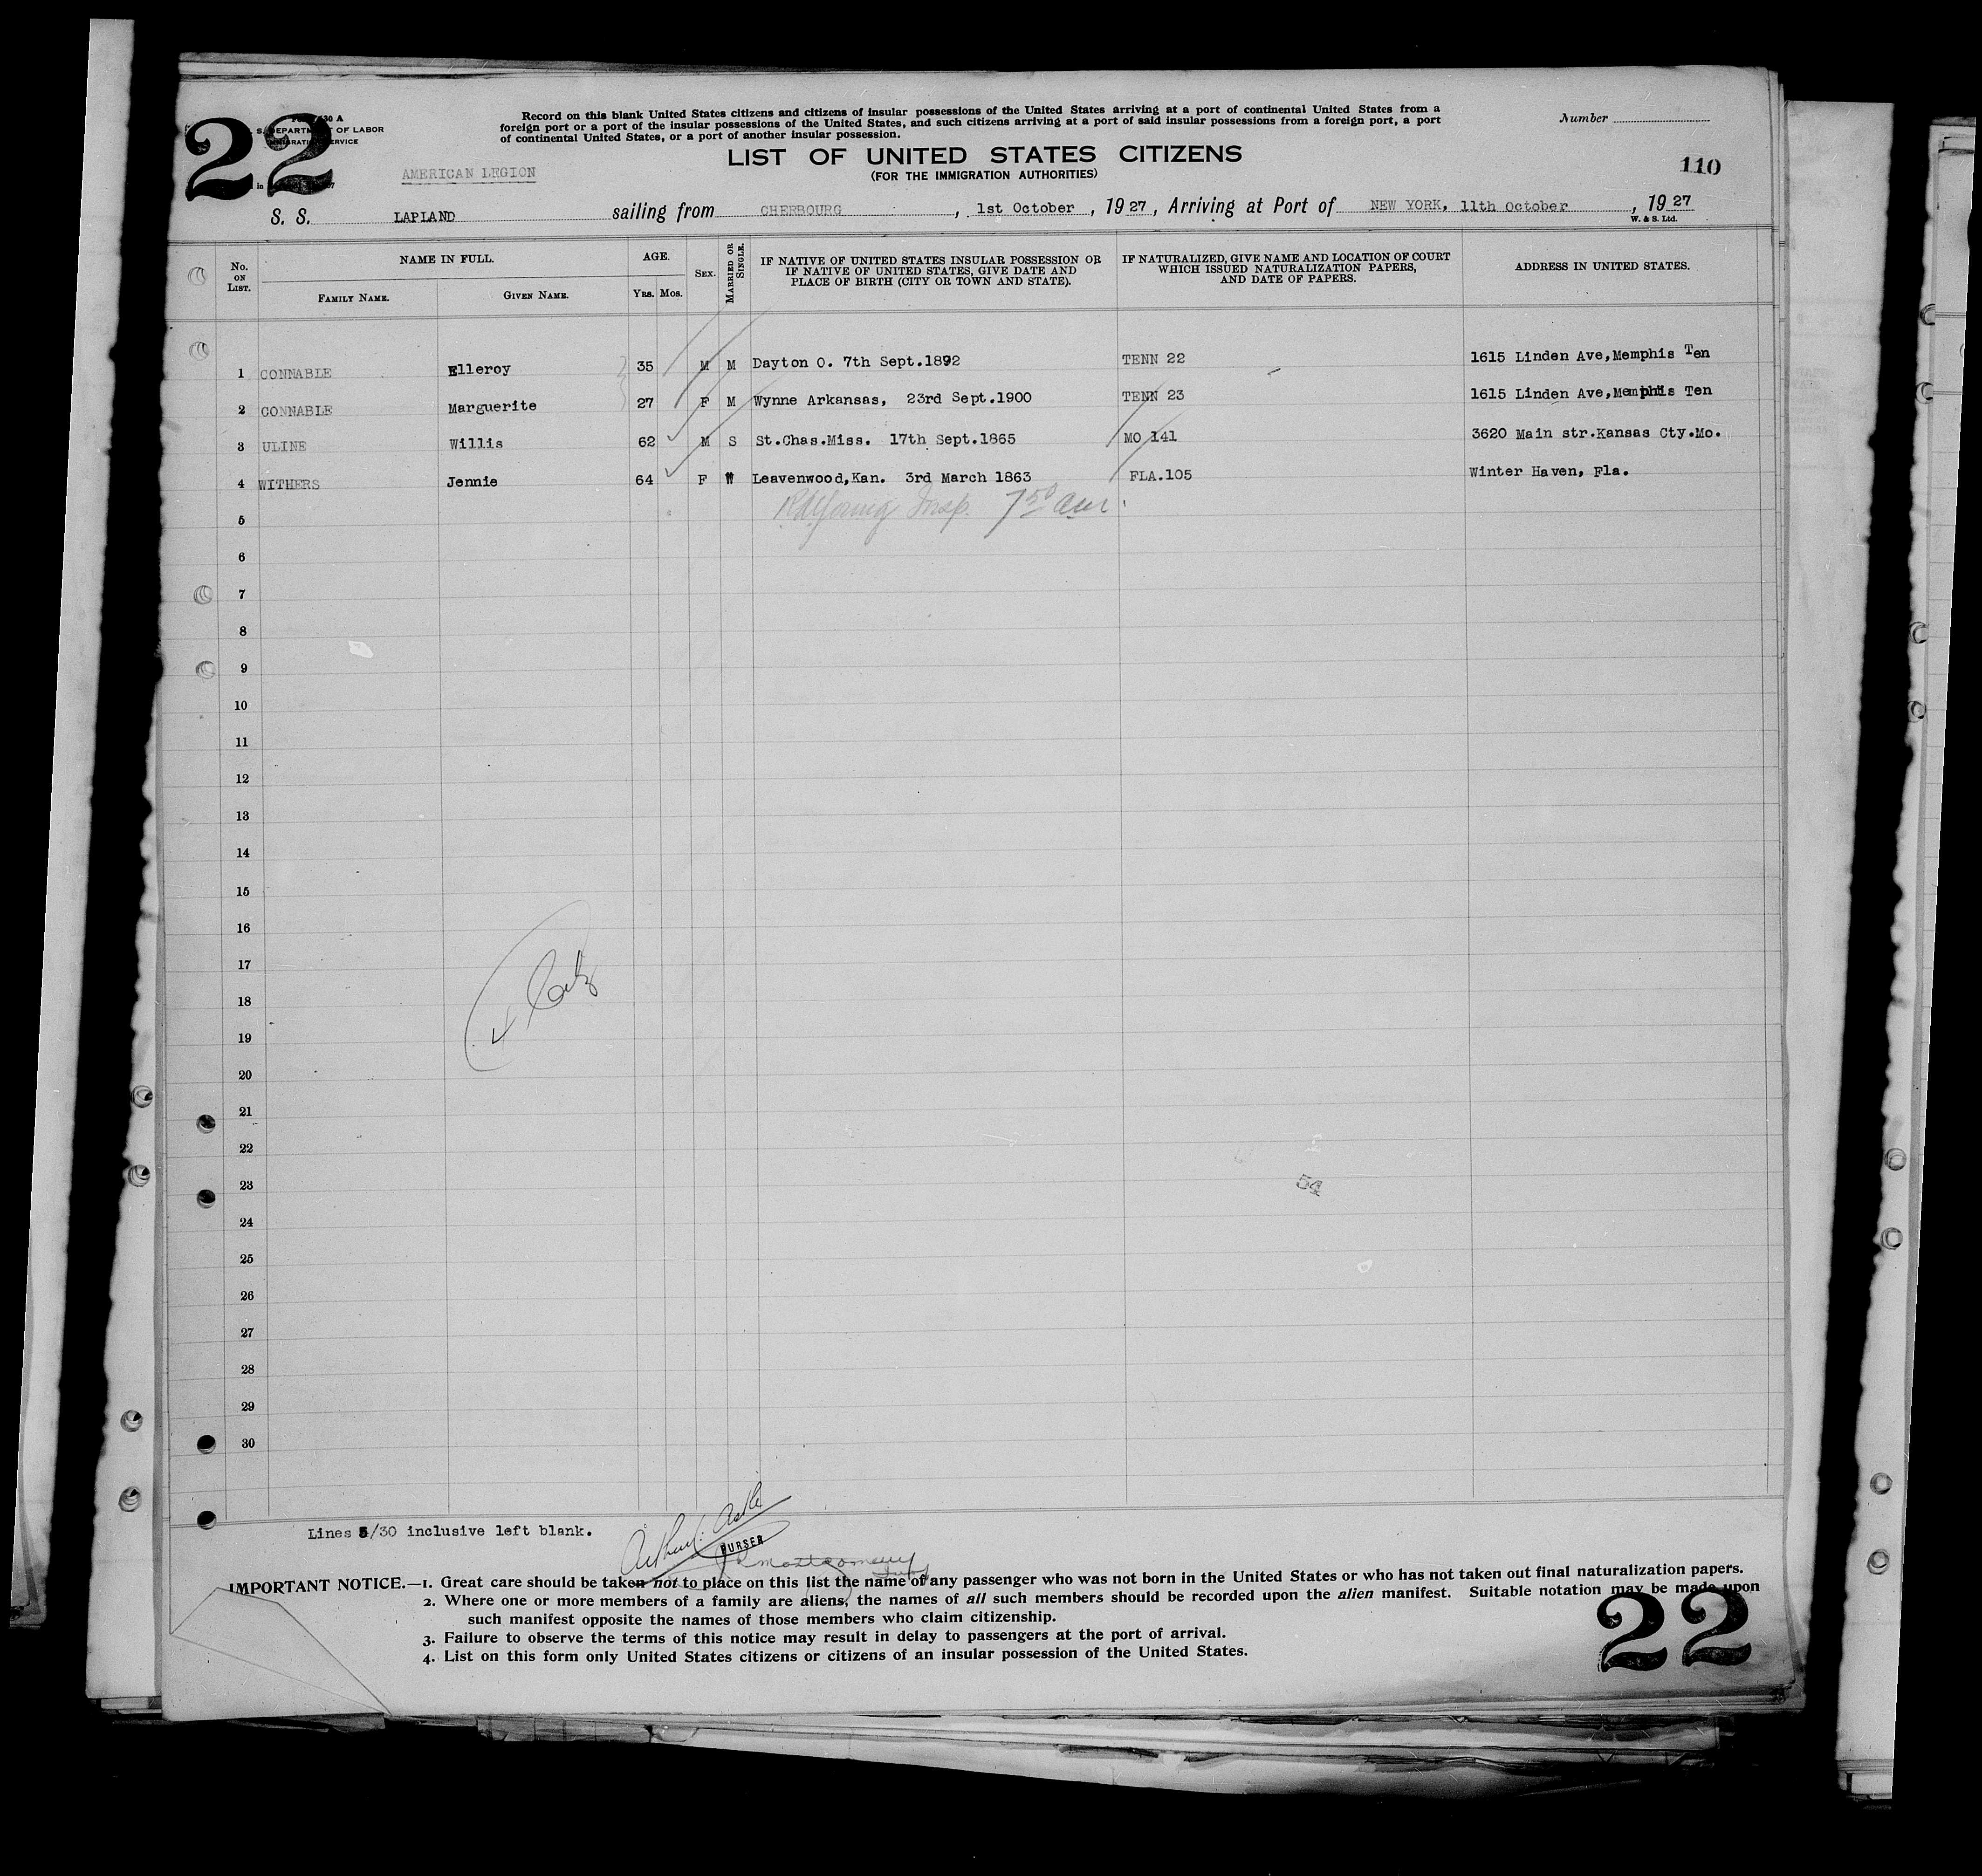 22
30 A
DEPARTMENT OF LABOR
IMMIGRATION SERVICE
Record on this blank United States citizens and citizens of insular possessions of the United States arriving at a port of continental United States from a
foreign port or a port of the insular possessions of the United States, and such citizens arriving at a port of said insular possessions from a foreign port, a port
of continental United States, or a port of another insular possession.
Number
LIST OF UNITED STATES CITIZENS
(FOR THE IMMIGRATION AUTHORITIES)
110
AMERICAN LEGION
S. S. LAPLAND sailing from CHERBOURG, 1st October, 1927, Arriving at Port of NEW YORK, 11th October, 1927
W. & S. Ltd.
No. ON LIST. NAME IN FULL. FAMILY NAME. GIVEN NAME. AGE. YRS. MOS. SEX. MARRIED OR SINGLE. IF NATIVE OF UNITED STATES INSULAR POSSESSION OR IF NATIVE OF UNITED STATES, GIVE DATE AND PLACE OF BIRTH (CITY OR TOWN AND STATE). IF NATURALIZED, GIVE NAME AND LOCATION OF COURT WHICH ISSUED NATURALIZATION PAPERS, AND DATE OF PAPERS. ADDRESS IN UNITED STATES.
1 CONNABLE Elleroy 35 M M Dayton O. 7th Sept.1892 TENN 22 1615 Linden Ave,Memphis Ten
2 CONNABLE Marguerite 27 F M Wynne Arkansas, 23rd Sept.1900 TENN 23 1615 Linden Ave,Memphis Ten
3 ULINE Willis 62 M S St.Chas.Miss. 17th Sept.1865 MO 141 3620 Main str.Kansas Cty.Mo.
4 WITHERS Jennie 64 F W Leavenwood,Kan. 3rd March 1863 FLA.105 Winter Haven, Fla.
Insp. 7 50 am
5
6
7
8
9
10
11
12
13
14
15
16
17
18
19
20
21
22
23
54
24
25
26
27
28
29
30
Lines 5/30 inclusive left blank.
Arthur
PURSER
Montgomery
IMPORTANT NOTICE.—1. Great care should be taken not to place on this list the name of any passenger who was not born in the United States or who has not taken out final naturalization papers.
2. Where one or more members of a family are aliens, the names of all such members should be recorded upon the alien manifest. Suitable notation may be made upon
such manifest opposite the names of those members who claim citizenship.
3. Failure to observe the terms of this notice may result in delay to passengers at the port of arrival.
4. List on this form only United States citizens or citizens of an insular possession of the United States.
22